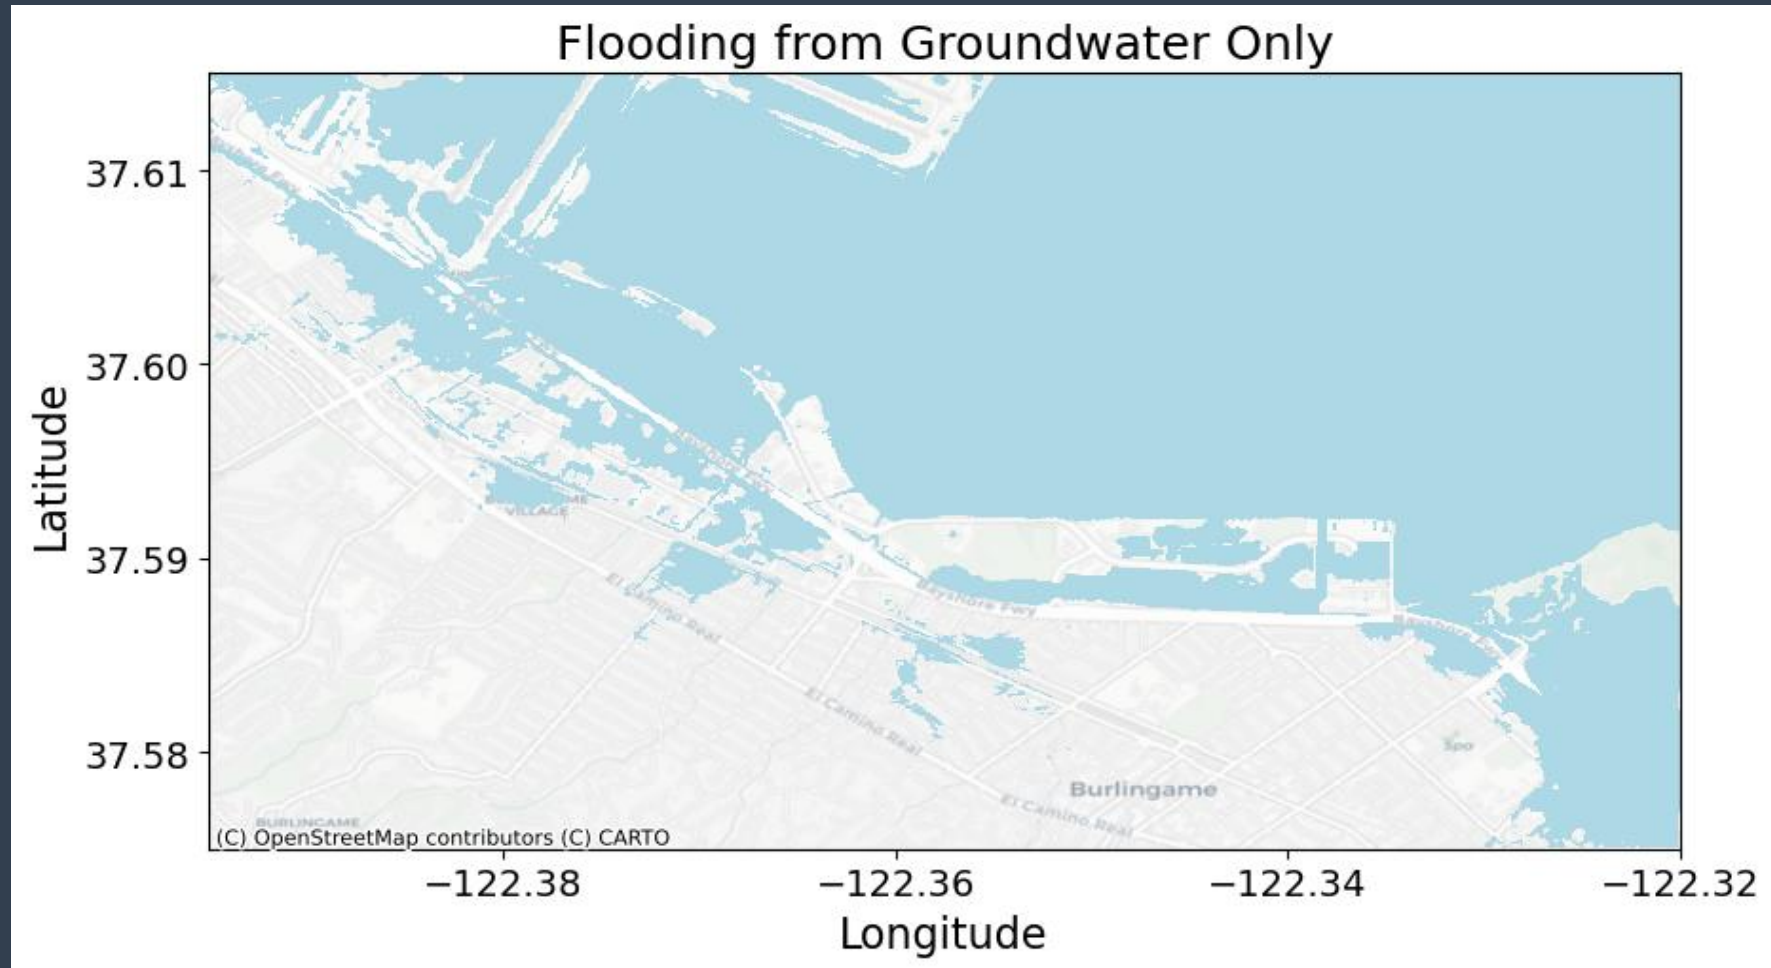 Flooding from Groundwater Only
37.61
37.60
37.59
37.58
Latitude
VILLAGE
El Camino Real
Bayshore Fwy
El Camino Real
Spo
Burlingame
El Camino Real
BURLINGAME
(C) OpenStreetMap contributors (C) CARTO
−122.38
−122.36
−122.34
−122.32
Longitude